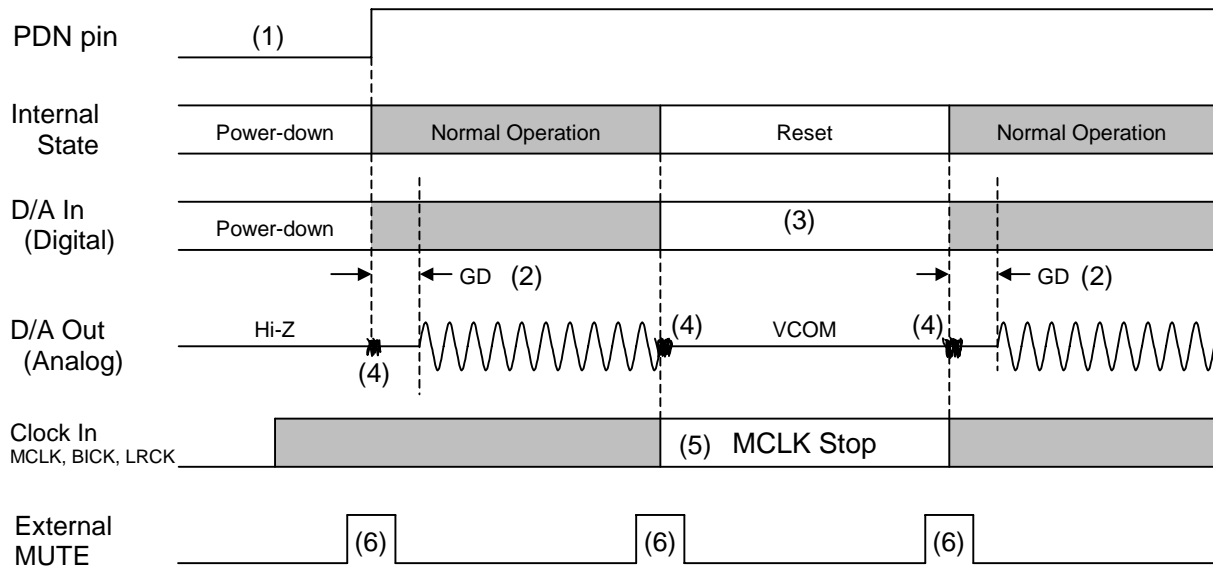 PDN pin
(1)
Internal
State
Power-down
Normal Operation
Reset
Normal Operation
D/A In
(Digital)
Power-down
(3)
GD (2)
GD (2)
D/A Out
(Analog)
Hi-Z
(4)
(4)
VCOM
(4)
Clock In
MCLK, BICK, LRCK
(5) MCLK Stop
External
MUTE
(6)
(6)
(6)